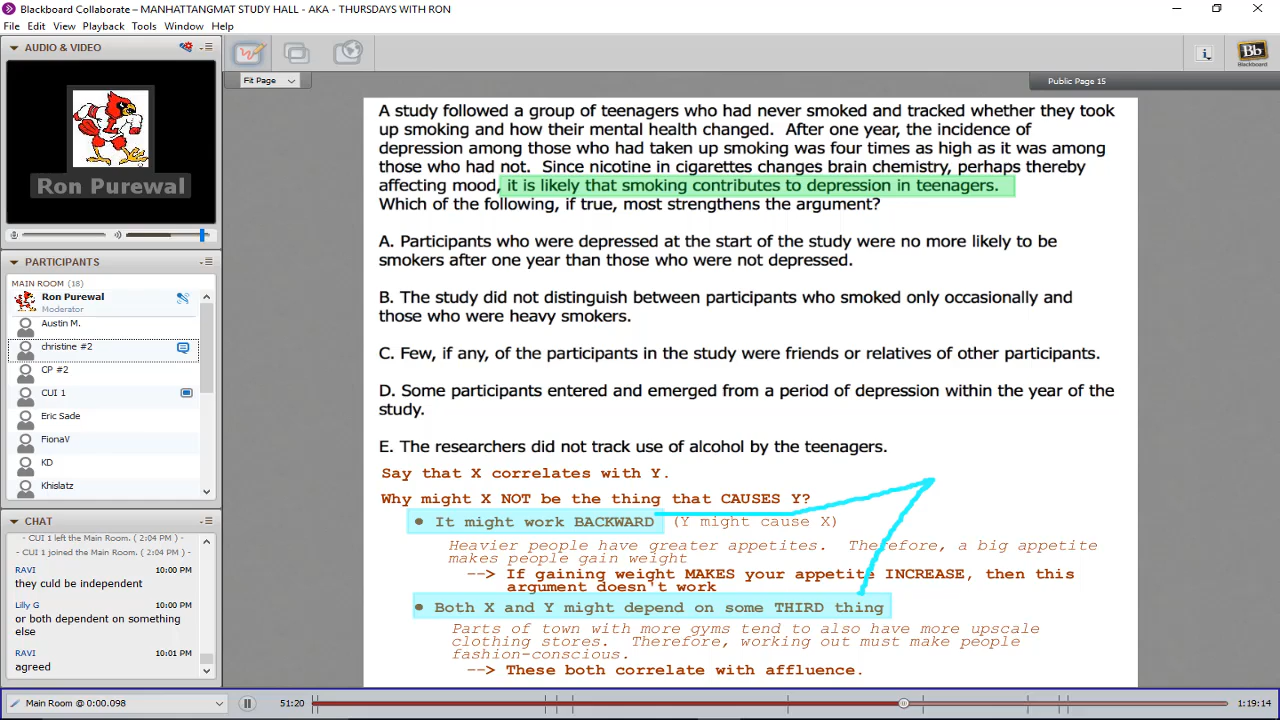 Blackboard Collaborate – MANHATTANGMAT STUDY HALL - AKA - THURSDAYS WITH RON
File Edit View Playback Tools Window Help
AUDIO & VIDEO
Ron Purewal
PARTICIPANTS
MAIN ROOM (18)
Ron Purewal
Moderator
Austin M.
christine #2
CP #2
CUI 1
Eric Sade
FionaV
KD
Khislatz
CHAT
- CUI 1 left the Main Room. ( 2:04 PM ) -
- CUI 1 joined the Main Room. ( 2:04 PM ) -
RAVI 10:00 PM
they culd be independent
Lilly G 10:00 PM
or both dependent on something
else
RAVI 10:01 PM
agreed
Fit Page
Public Page 15
Bb
Blackboard
A study followed a group of teenagers who had never smoked and tracked whether they took
up smoking and how their mental health changed. After one year, the incidence of
depression among those who had taken up smoking was four times as high as it was among
those who had not. Since nicotine in cigarettes changes brain chemistry, perhaps thereby
affecting mood, it is likely that smoking contributes to depression in teenagers.
Which of the following, if true, most strengthens the argument?
A. Participants who were depressed at the start of the study were no more likely to be
smokers after one year than those who were not depressed.
B. The study did not distinguish between participants who smoked only occasionally and
those who were heavy smokers.
C. Few, if any, of the participants in the study were friends or relatives of other participants.
D. Some participants entered and emerged from a period of depression within the year of the
study.
E. The researchers did not track use of alcohol by the teenagers.
Say that X correlates with Y.
Why might X NOT be the thing that CAUSES Y?
• It might work BACKWARD (Y might cause X)
Heavier people have greater appetites. Therefore, a big appetite
makes people gain weight
--> If gaining weight MAKES your appetite INCREASE, then this
argument doesn't work
• Both X and Y might depend on some THIRD thing
Parts of town with more gyms tend to also have more upscale
clothing stores. Therefore, working out must make people
fashion-conscious.
--> These both correlate with affluence.
Main Room @ 0:00.098
51:20
1:19:14